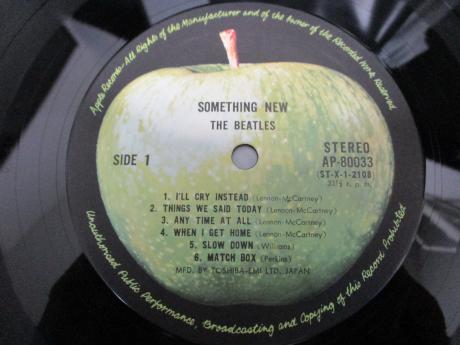 Apple Records-All Rights of the Manufacturer and of the Owner of the Recorded Work Reserved
SOMETHING NEW
THE BEATLES
SIDE 1
STEREO
AP-80033
(ST-X-1-2108)
33⅓ r. p. m.
1. I'LL CRY INSTEAD (Lennon-McCartney)
2. THINGS WE SAID TODAY (Lennon-McCartney)
3. ANY TIME AT ALL (Lennon-McCartney)
4. WHEN I GET HOME (Lennon-McCartney)
5. SLOW DOWN (Williams)
6. MATCH BOX (Perkins)
MFD. BY TOSHIBA-EMI LTD. JAPAN
Unauthorised Public Performance, Broadcasting and Copying of this Record Prohibited